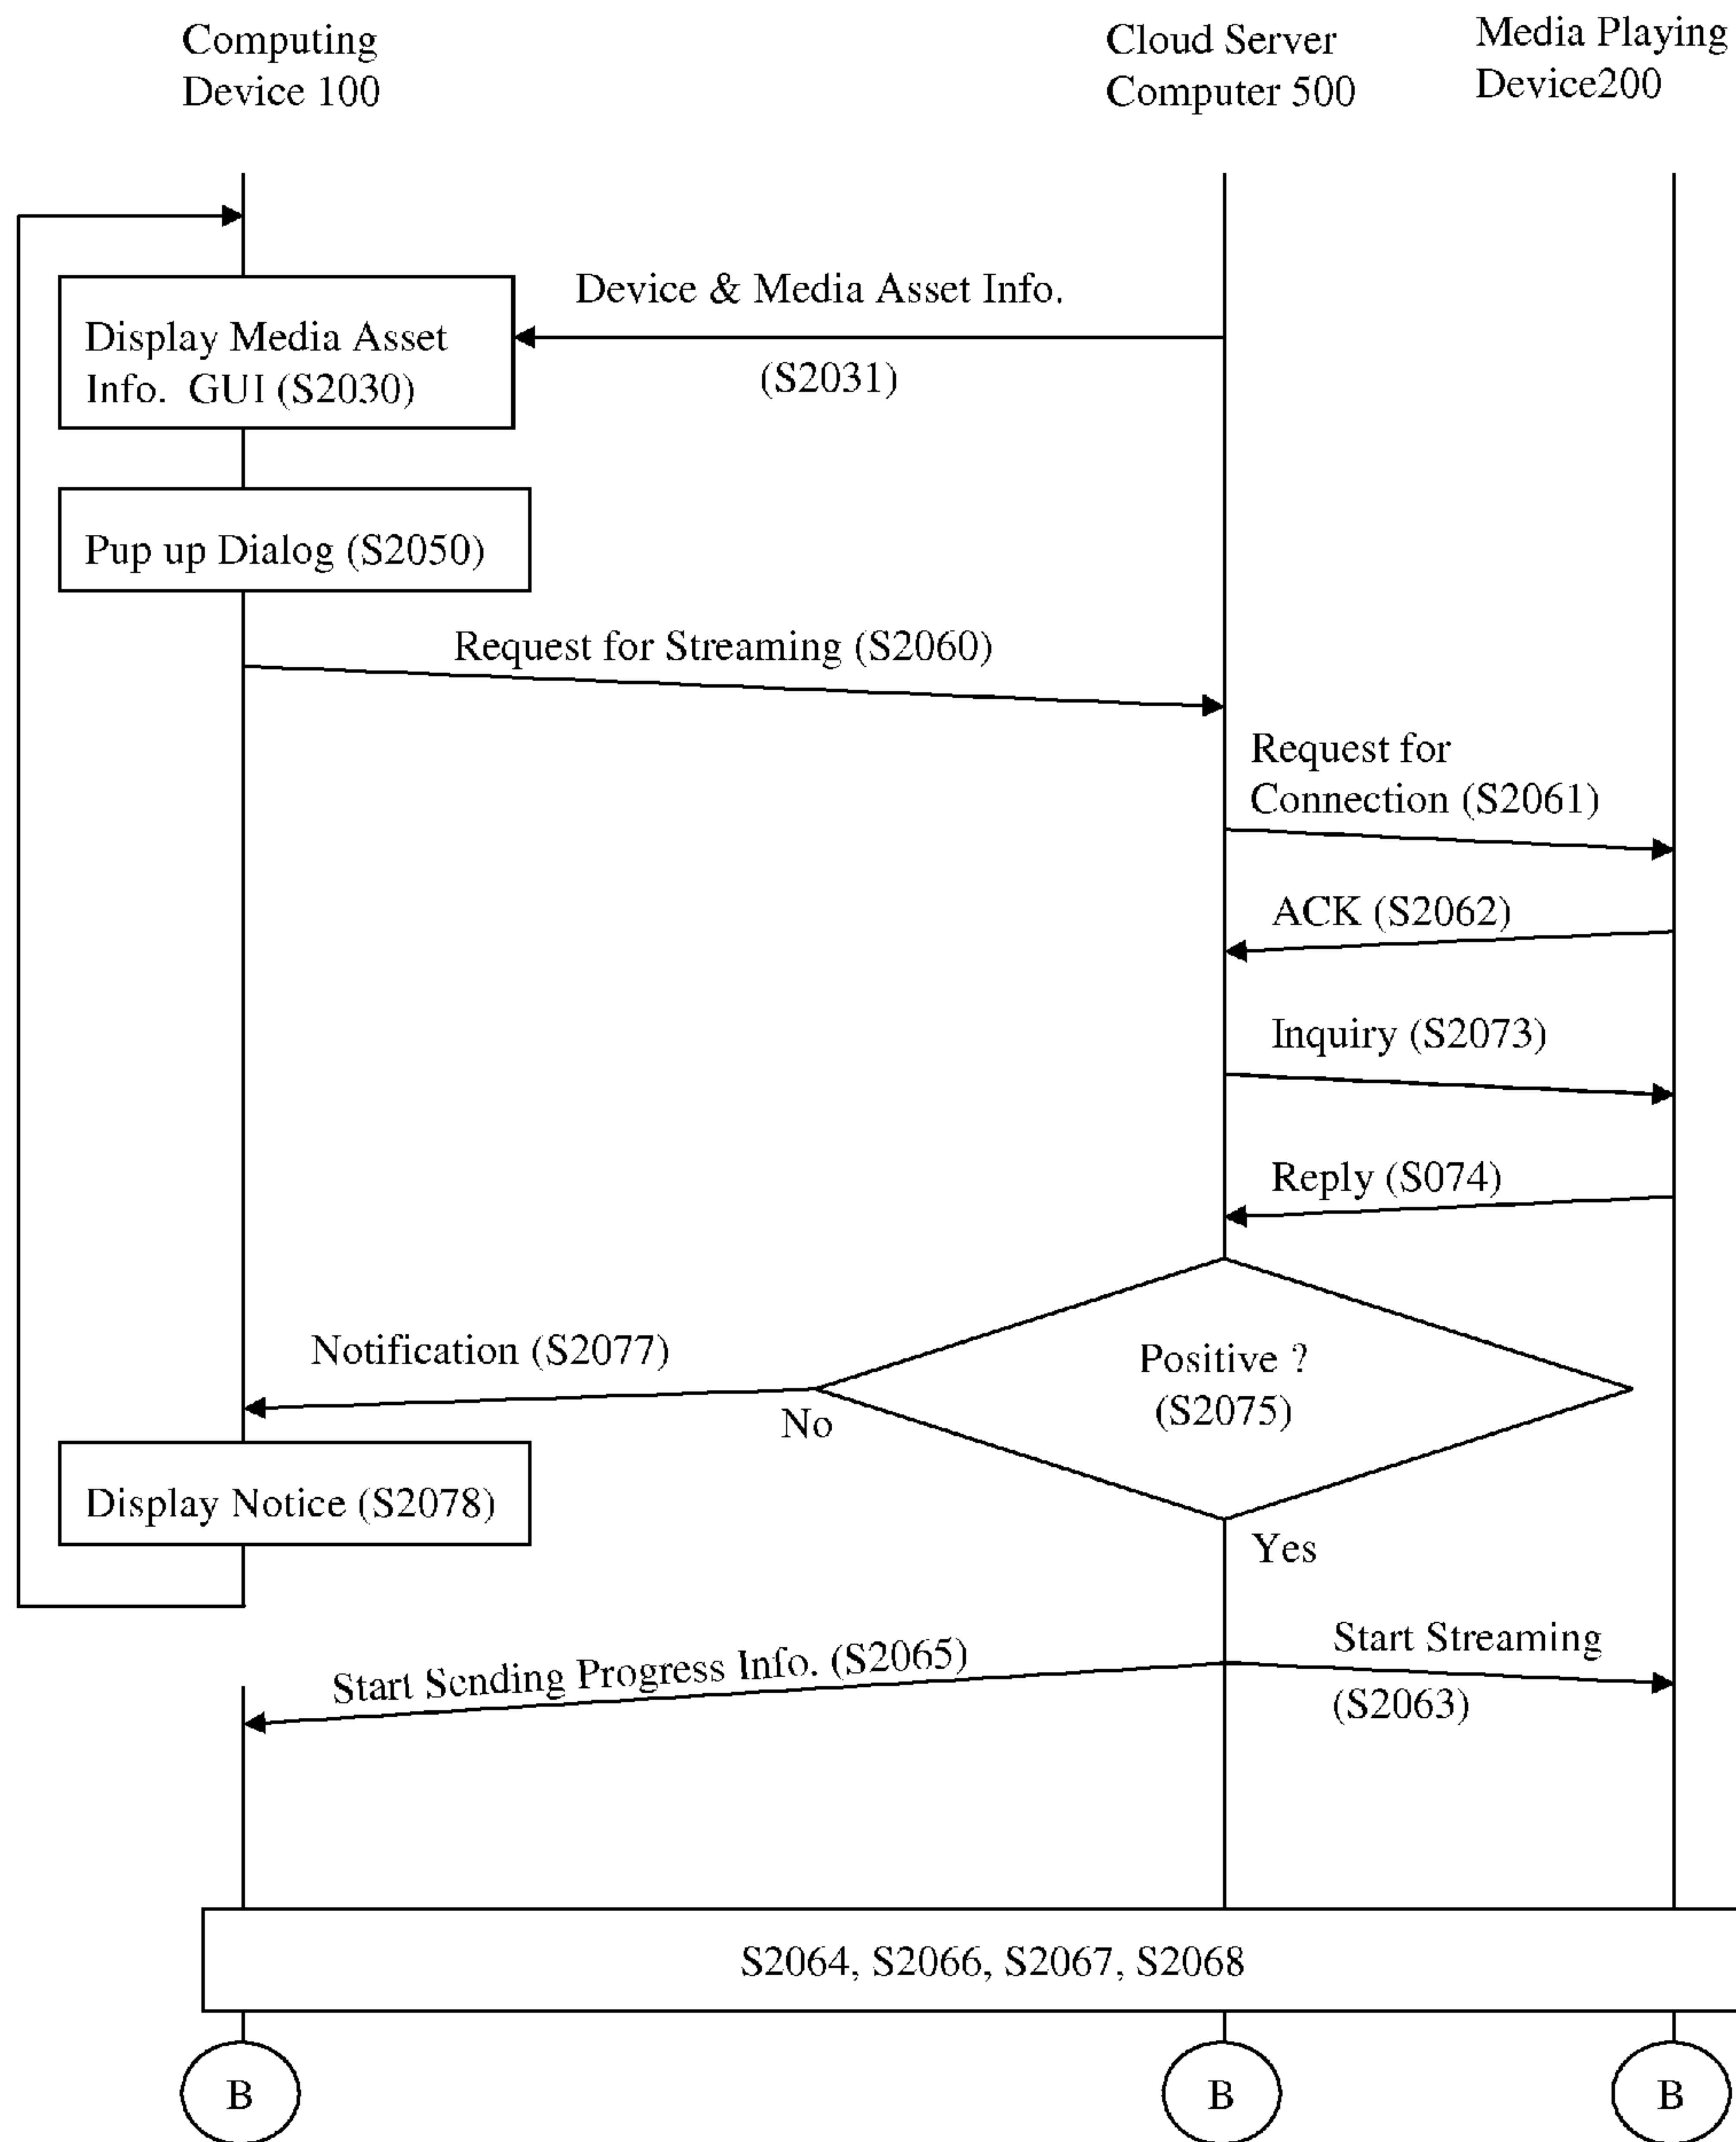 Computing
Device 100
Cloud Server
Computer 500
Media Playing
Device200
Device & Media Asset Info.
(S2031)
Display Media Asset
Info. GUI (S2030)
Pup up Dialog (S2050)
Request for Streaming (S2060)
Request for
Connection (S2061)
ACK (S2062)
Inquiry (S2073)
Reply (S074)
Positive ?
(S2075)
Notification (S2077)
No
Display Notice (S2078)
Yes
Start Sending Progress Info. (S2065)
Start Streaming
(S2063)
S2064, S2066, S2067, S2068
B
B
B